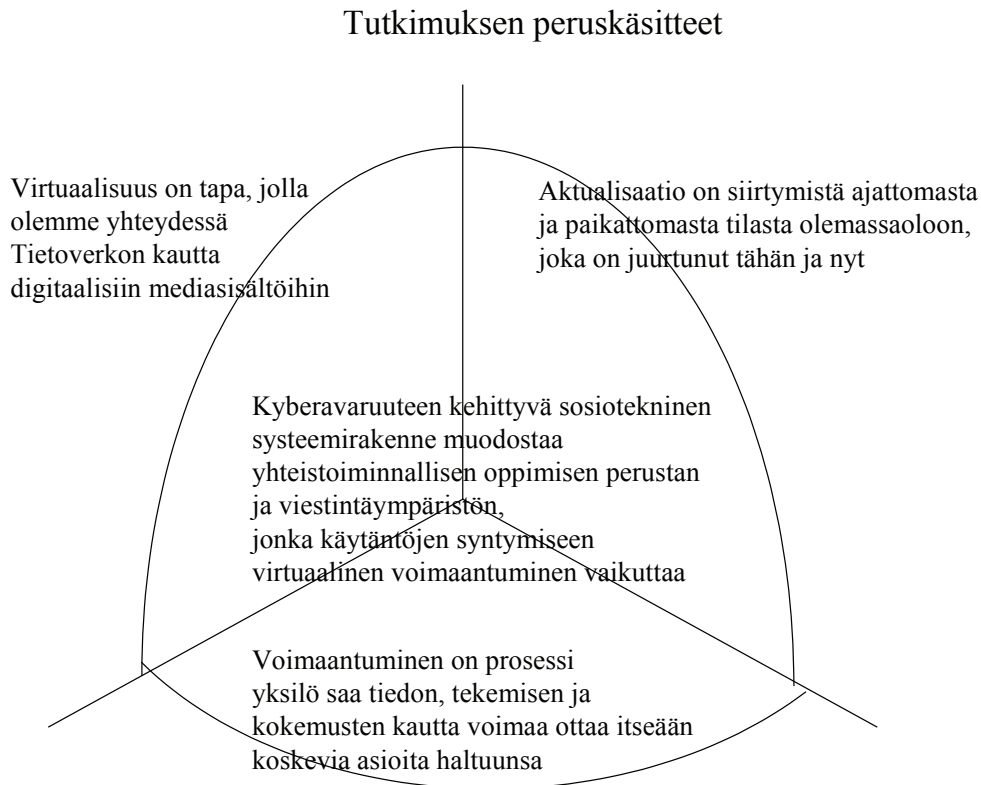 Tutkimuksen peruskäsitteet
Virtuaalisuus on tapa, jolla
olemme yhteydessä
Tietoverkon kautta
digitaalisiin mediasisältöihin
Aktualisaatio on siirtymistä ajattomasta
ja paikattomasta tilasta olemassaoloon,
joka on juurtunut tähän ja nyt
Kyberavaruuteen kehittyvä sosiotekninen
systeemirakenne muodostaa
yhteistoiminnallisen oppimisen perustan
ja viestintäympäristön,
jonka käytäntöjen syntymiseen
virtuaalinen voimaantuminen vaikuttaa
Voimaantuminen on prosessi
yksilö saa tiedon, tekemisen ja
kokemusten kautta voimaa ottaa itseään
koskevia asioita haltuunsa